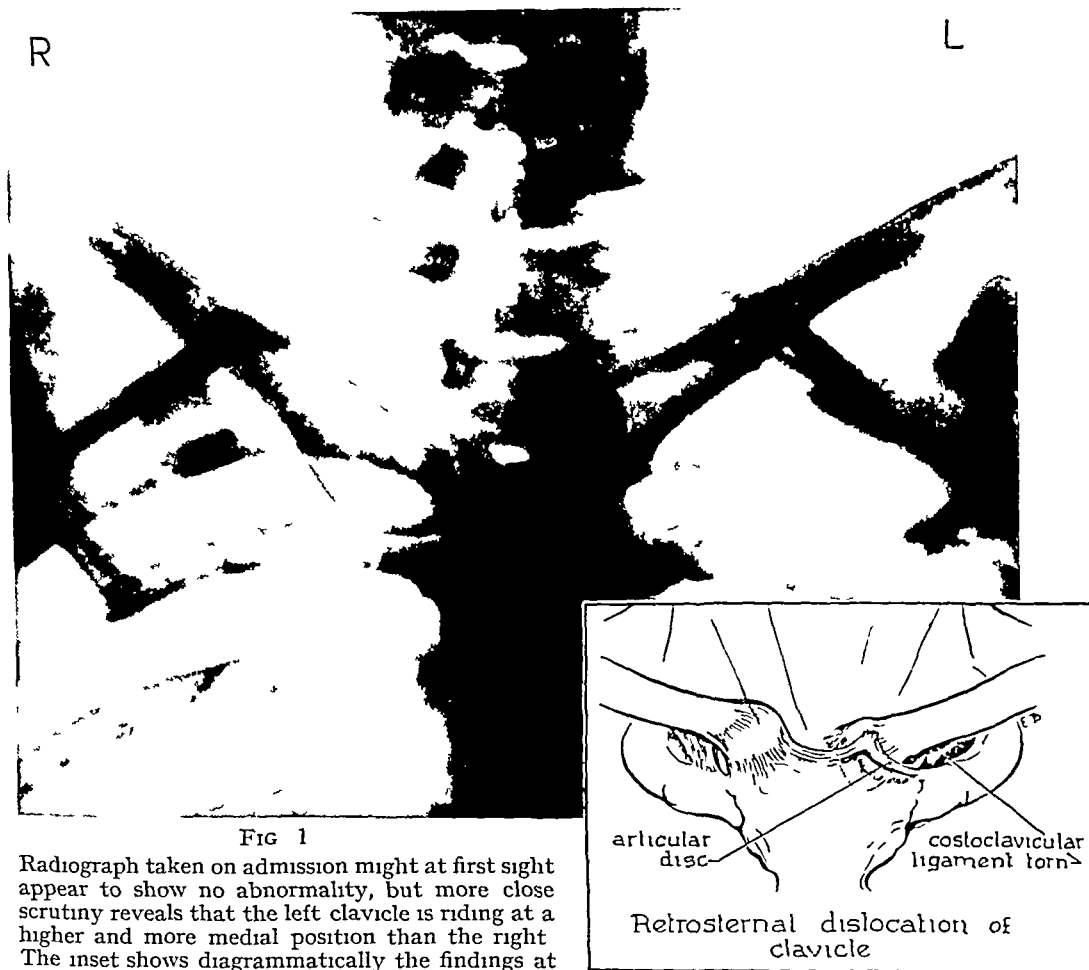 R
L
FIG 1
Radiograph taken on admission might at first sight
appear to show no abnormality, but more close
scrutiny reveals that the left clavicle is riding at a
higher and more medial position than the right
The inset shows diagrammatically the findings at
E D
articular
disc
costoclavicular
ligament torn
Retrosternal dislocation of
clavicle